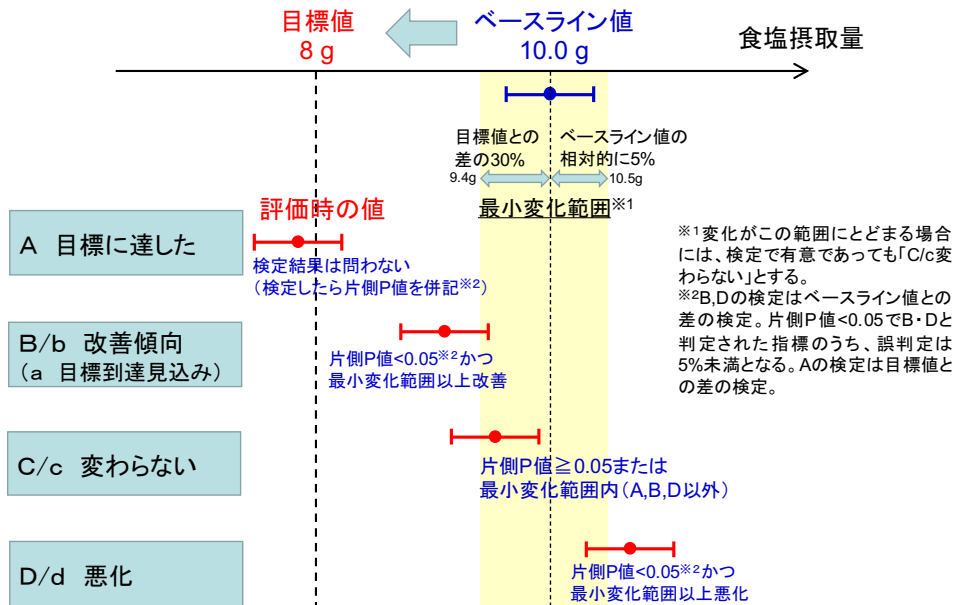 目標値
8 g
ベースライン値
10.0 g
食塩摂取量
目標値との
差の30%
ベースライン値の
相対的に5%
9.4g
10.5g
最小変化範囲※1
評価時の値
A 目標に達した
検定結果は問わない
（検定したら片側P値を併記※2）
※1変化がこの範囲にとどまる場合
には、検定で有意であっても「C/c変
わらない」とする。
※2B,Dの検定はベースライン値との
差の検定。片側P値<0.05でB・Dと
判定された指標のうち、誤判定は
5%未満となる。Aの検定は目標値と
の差の検定。
B/b 改善傾向
（a 目標到達見込み）
片側P値<0.05※2かつ
最小変化範囲以上改善
C/c 変わらない
片側P値≧0.05または
最小変化範囲内（A,B,D以外）
D/d 悪化
片側P値<0.05※2かつ
最小変化範囲以上悪化